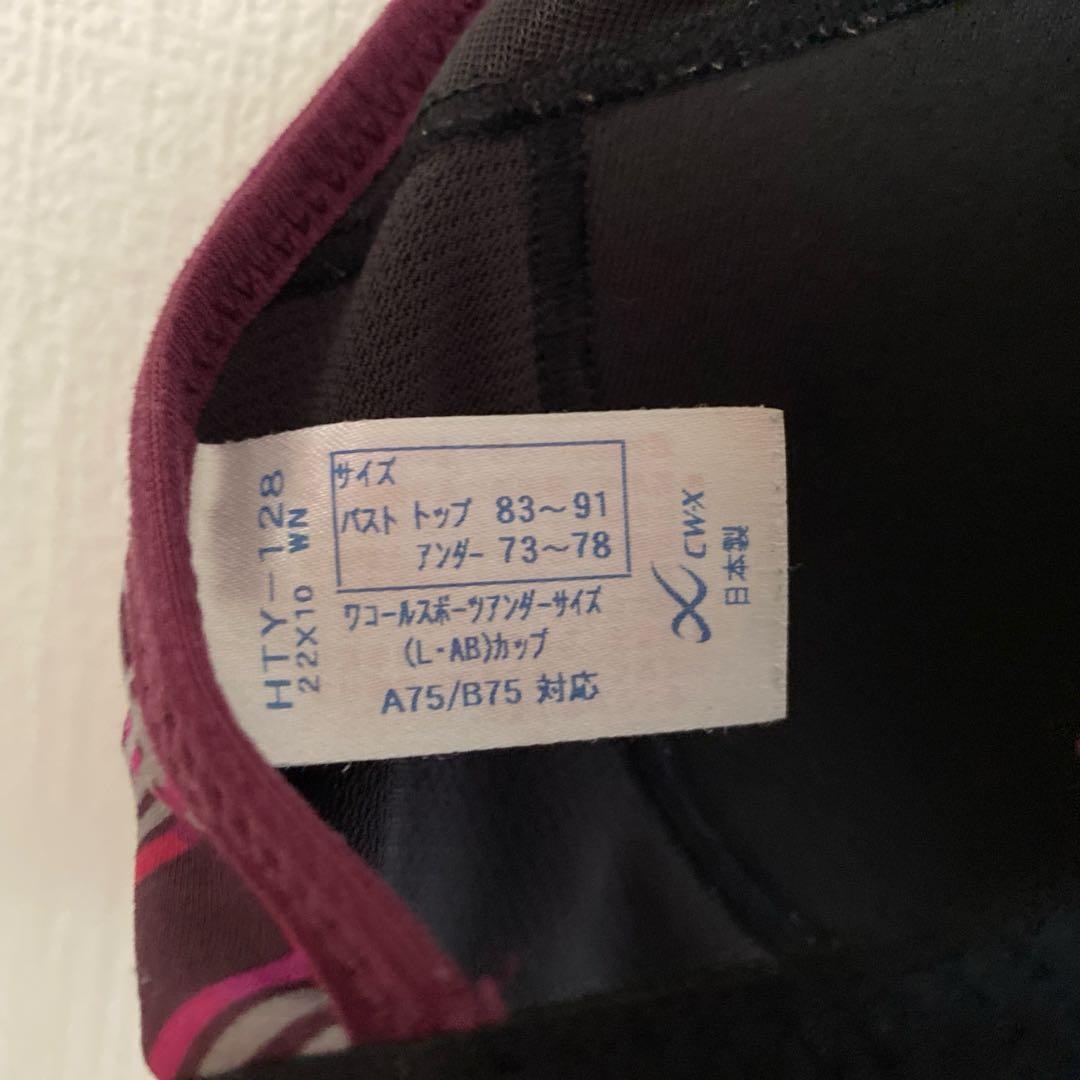 サイズ
バスト トップ 83～91
アンダー 73～78
ワコールスポーツアンダーサイズ
(L・AB)カップ
A75/B75 対応
HTY-128
WN
22X10
CW-X
日本製